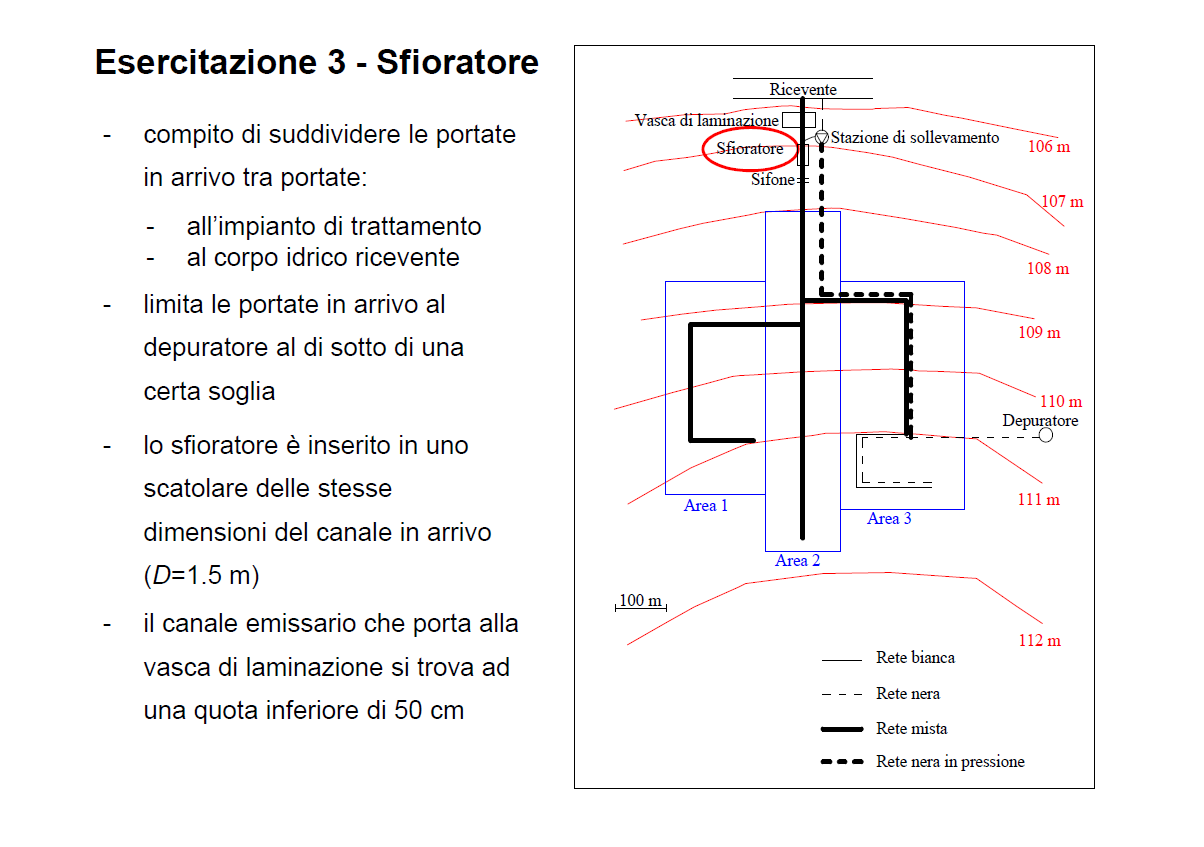 Esercitazione 3 - Sfioratore
- compito di suddividere le portate
in arrivo tra portate:
- all’impianto di trattamento
- al corpo idrico ricevente
- limita le portate in arrivo al
depuratore al di sotto di una
certa soglia
- lo sfioratore è inserito in uno
scatolare delle stesse
dimensioni del canale in arrivo
(D=1.5 m)
- il canale emissario che porta alla
vasca di laminazione si trova ad
una quota inferiore di 50 cm
Ricevente
Vasca di laminazione
Stazione di sollevamento
106 m
Sfioratore
Sifone
107 m
108 m
109 m
110 m
Depuratore
111 m
Area 1
Area 3
Area 2
100 m
112 m
Rete bianca
Rete nera
Rete mista
Rete nera in pressione